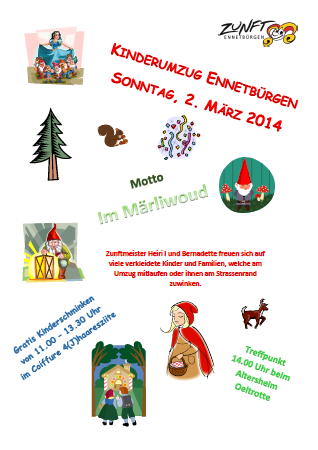 ZUNFT
ENNETBÜRGEN
KINDERUMZUG ENNETBÜRGEN
SONNTAG, 2. MÄRZ 2014
Motto
Im Märliwoud
Zunftmeister Heiri I und Bernadette freuen sich auf
viele verkleidete Kinder und Familien, welche am
Umzug mitlaufen oder ihnen am Strassenrand
zuwinken.
Gratis Kinderschminken
von 11.00 - 13.30 Uhr
im Coiffure 4(J)haaresziite
Treffpunkt
14.00 Uhr beim
Altersheim
Oeltrotte